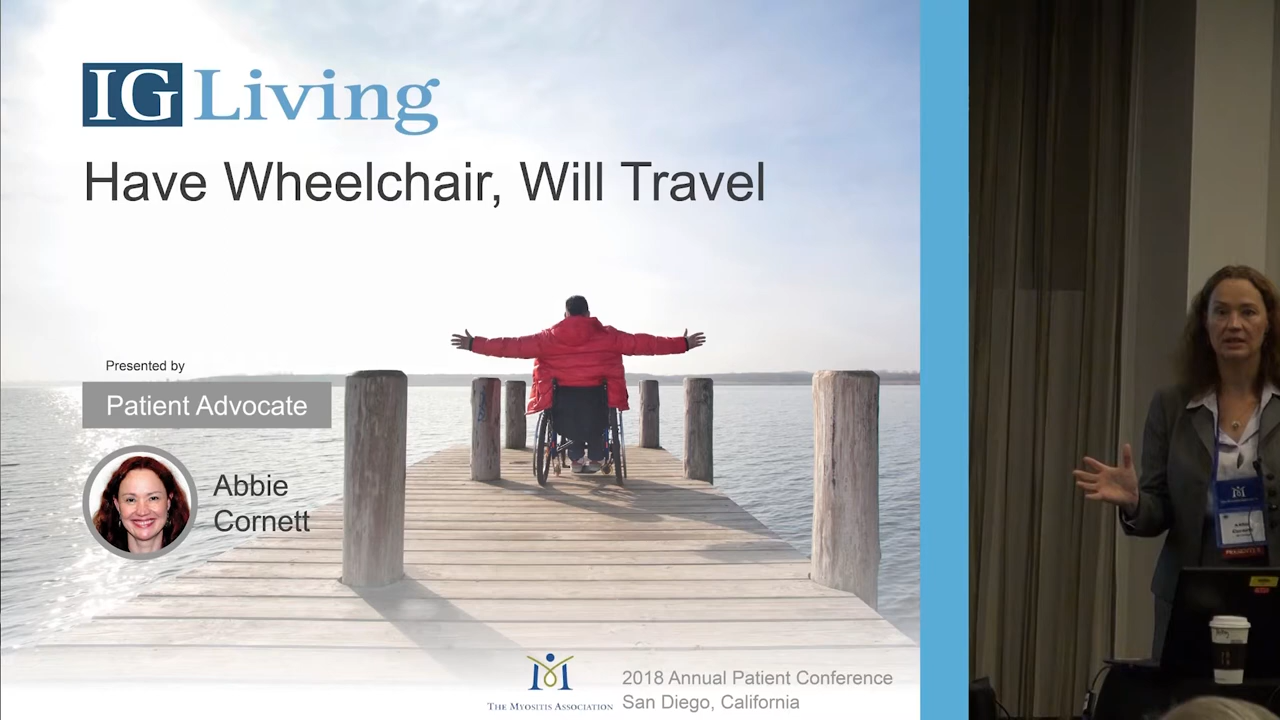 IG Living
Have Wheelchair, Will Travel
Presented by
Patient Advocate
Abbie
Cornett
THE MYOSITIS ASSOCIATION
2018 Annual Patient Conference
San Diego, California